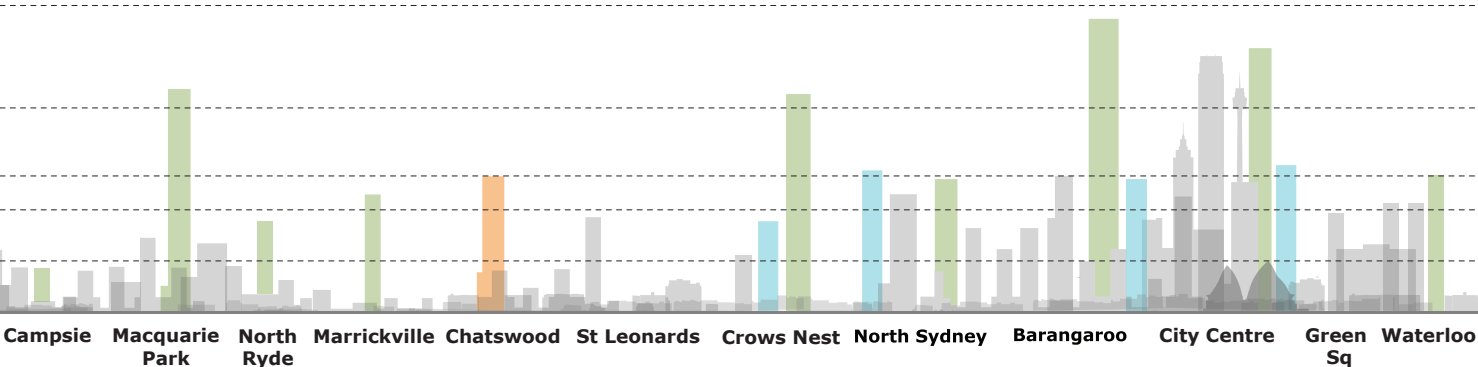 Campsie
Macquarie
Park
North
Ryde
Marrickville
Chatswood
St Leonards
Crows Nest
North Sydney
Barangaroo
City Centre
Green
Sq
Waterloo